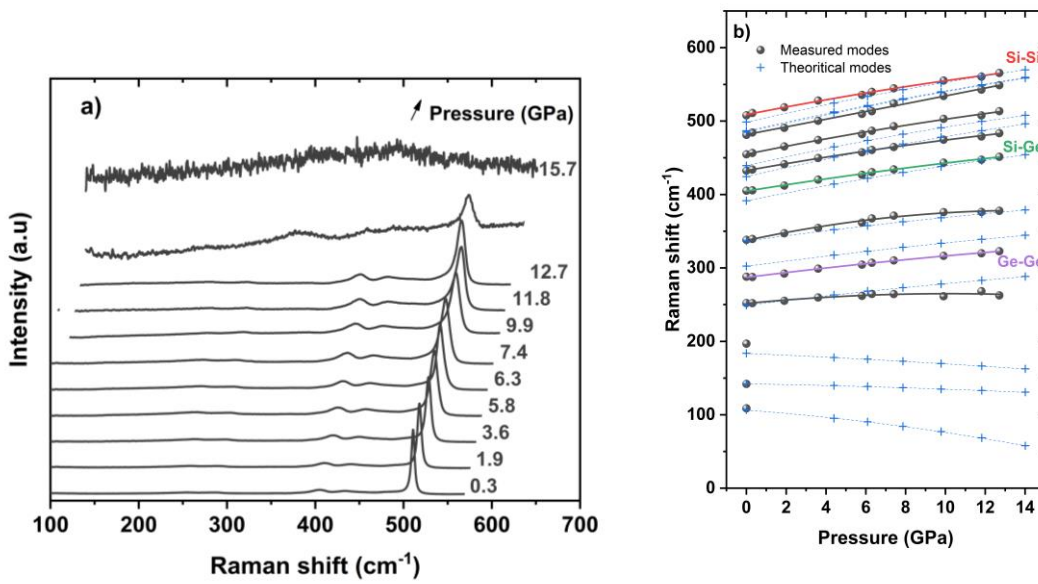 a)
Pressure (GPa)
15.7
12.7
11.8
9.9
7.4
6.3
5.8
3.6
1.9
0.3
Intensity (a.u)
100 200 300 400 500 600 700
Raman shift (cm-1)
b)
Measured modes
Theoritical modes
Si-Si
Si-Ge
Ge-Ge
600
500
400
300
200
100
0
Raman shift (cm-1)
0 2 4 6 8 10 12 14
Pressure (GPa)